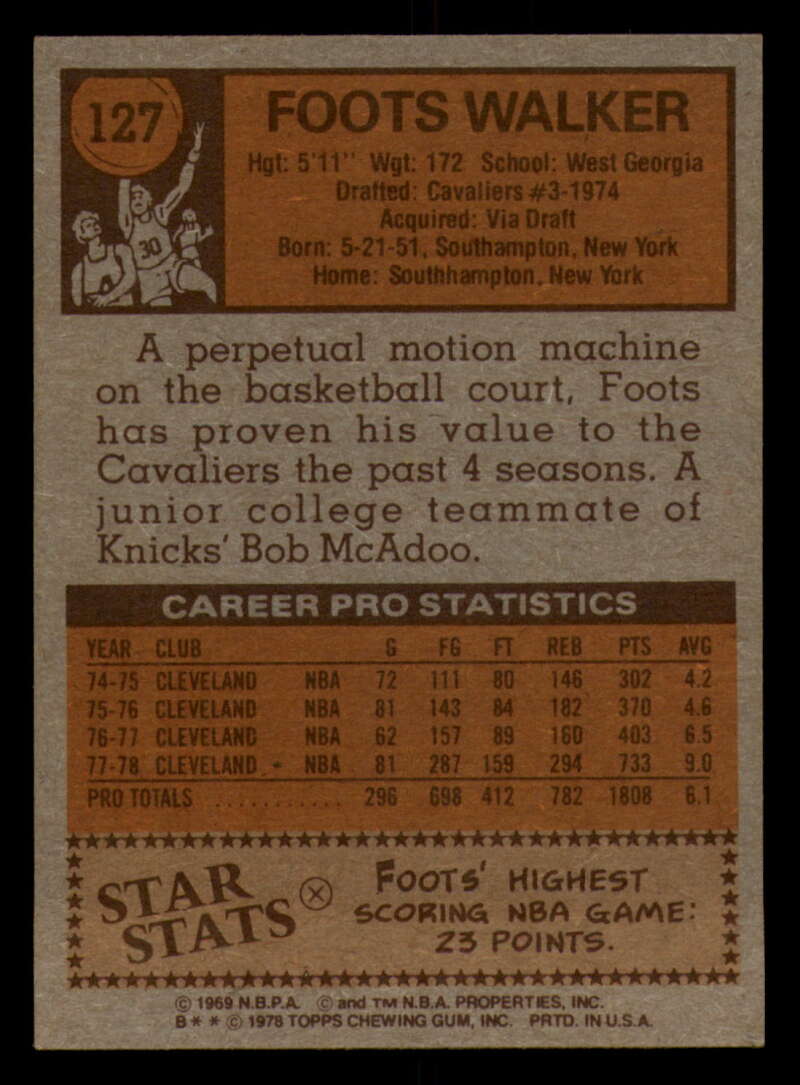 127
FOOTS WALKER
Hgt: 5'11" Wgt: 172 School: West Georgia
Drafted: Cavaliers #3-1974
Acquired: Via Draft
Born: 5-21-51, Southampton, New York
Home: Southhampton, New York
30
A perpetual motion machine
on the basketball court, Foots
has proven his value to the
Cavaliers the past 4 seasons. A
junior college teammate of
Knicks' Bob McAdoo.
CAREER PRO STATISTICS
YEAR CLUB G FG FT REB PTS AVG
74-75 CLEVELAND NBA 72 111 80 146 302 4.2
75-76 CLEVELAND NBA 81 143 84 182 370 4.6
76-77 CLEVELAND NBA 62 157 89 160 403 6.5
77-78 CLEVELAND NBA 81 287 159 294 733 9.0
PRO TOTALS ........... 296 698 412 782 1808 6.1
STAR STATS
FOOTS' HIGHEST
SCORING NBA GAME:
23 POINTS.
© 1969 N.B.P.A. © and TM N.B.A. PROPERTIES, INC.
B * * © 1978 TOPPS CHEWING GUM, INC. PRTD. IN U.S.A.